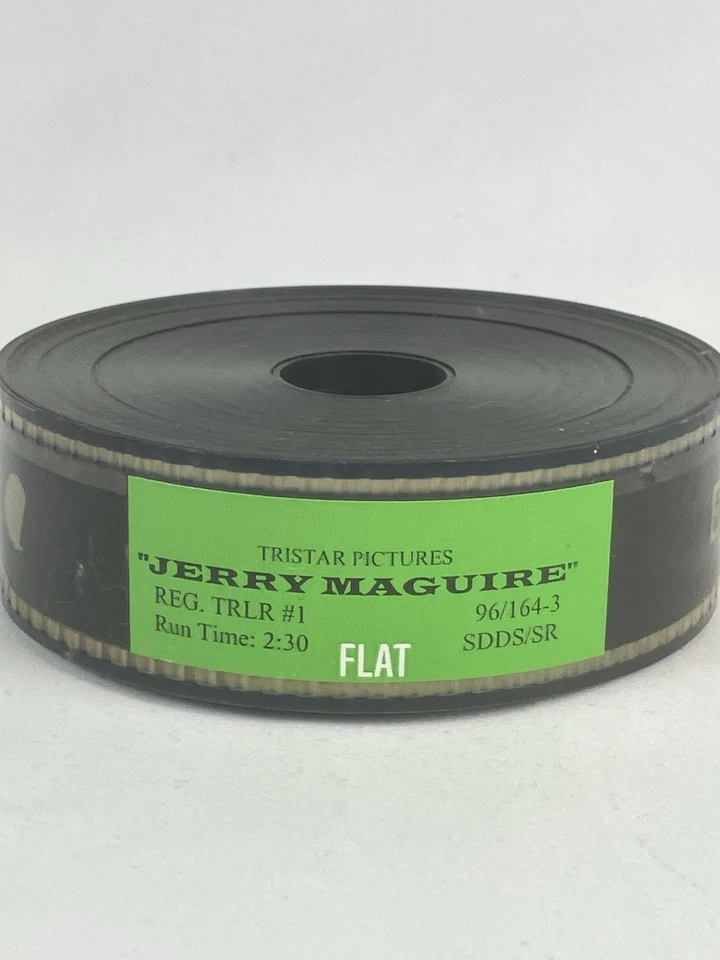 TRISTAR PICTURES
"JERRY MAGUIRE"
REG. TRLR #1 96/164-3
Run Time: 2:30 SDDS/SR
FLAT